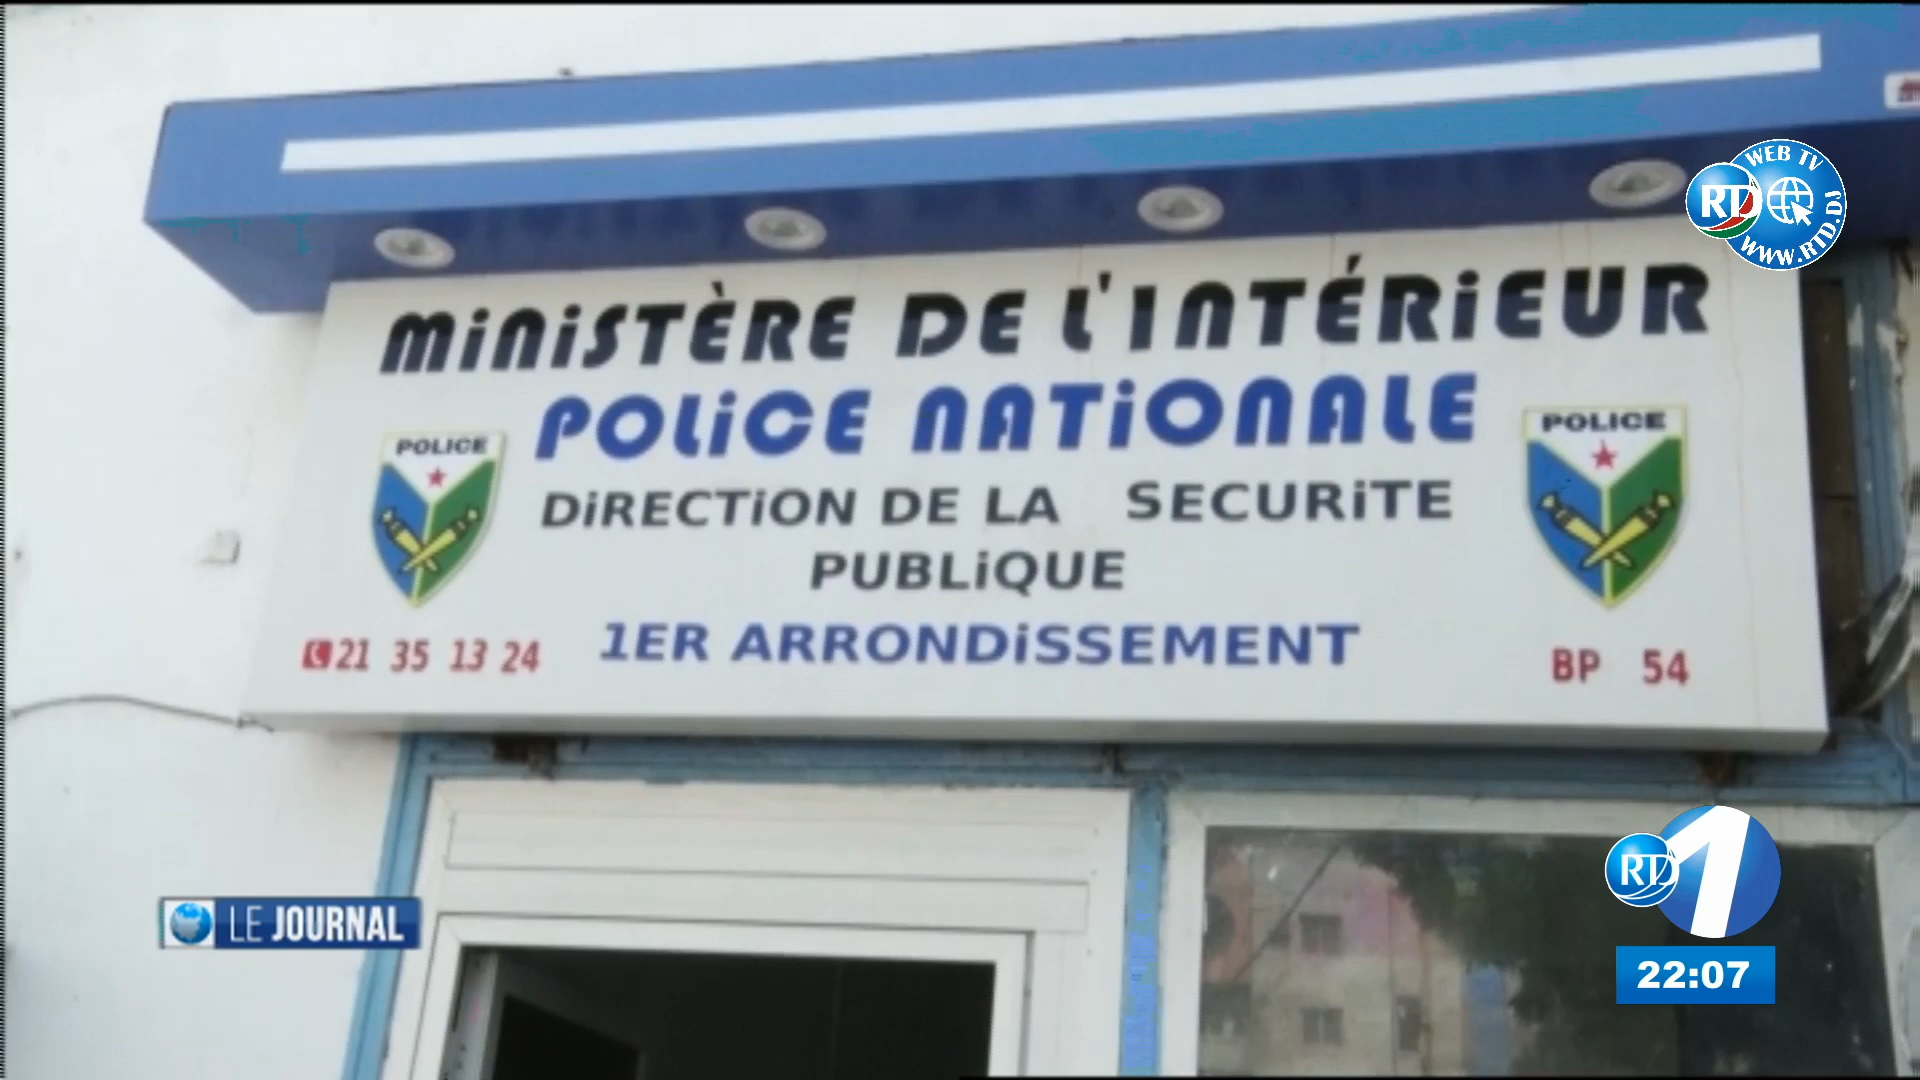 WEB TV
RTD
WWW.RTD.DJ
MiNiSTÈRE DE L'INTÉRiEUR
POLiCE NATiONALE
POLICE
POLICE
DiRECTiON DE LA SECURiTE
PUBLiQUE
1ER ARRONDiSSEMENT
21 35 13 24
BP 54
RTD 1
LE JOURNAL
22:07